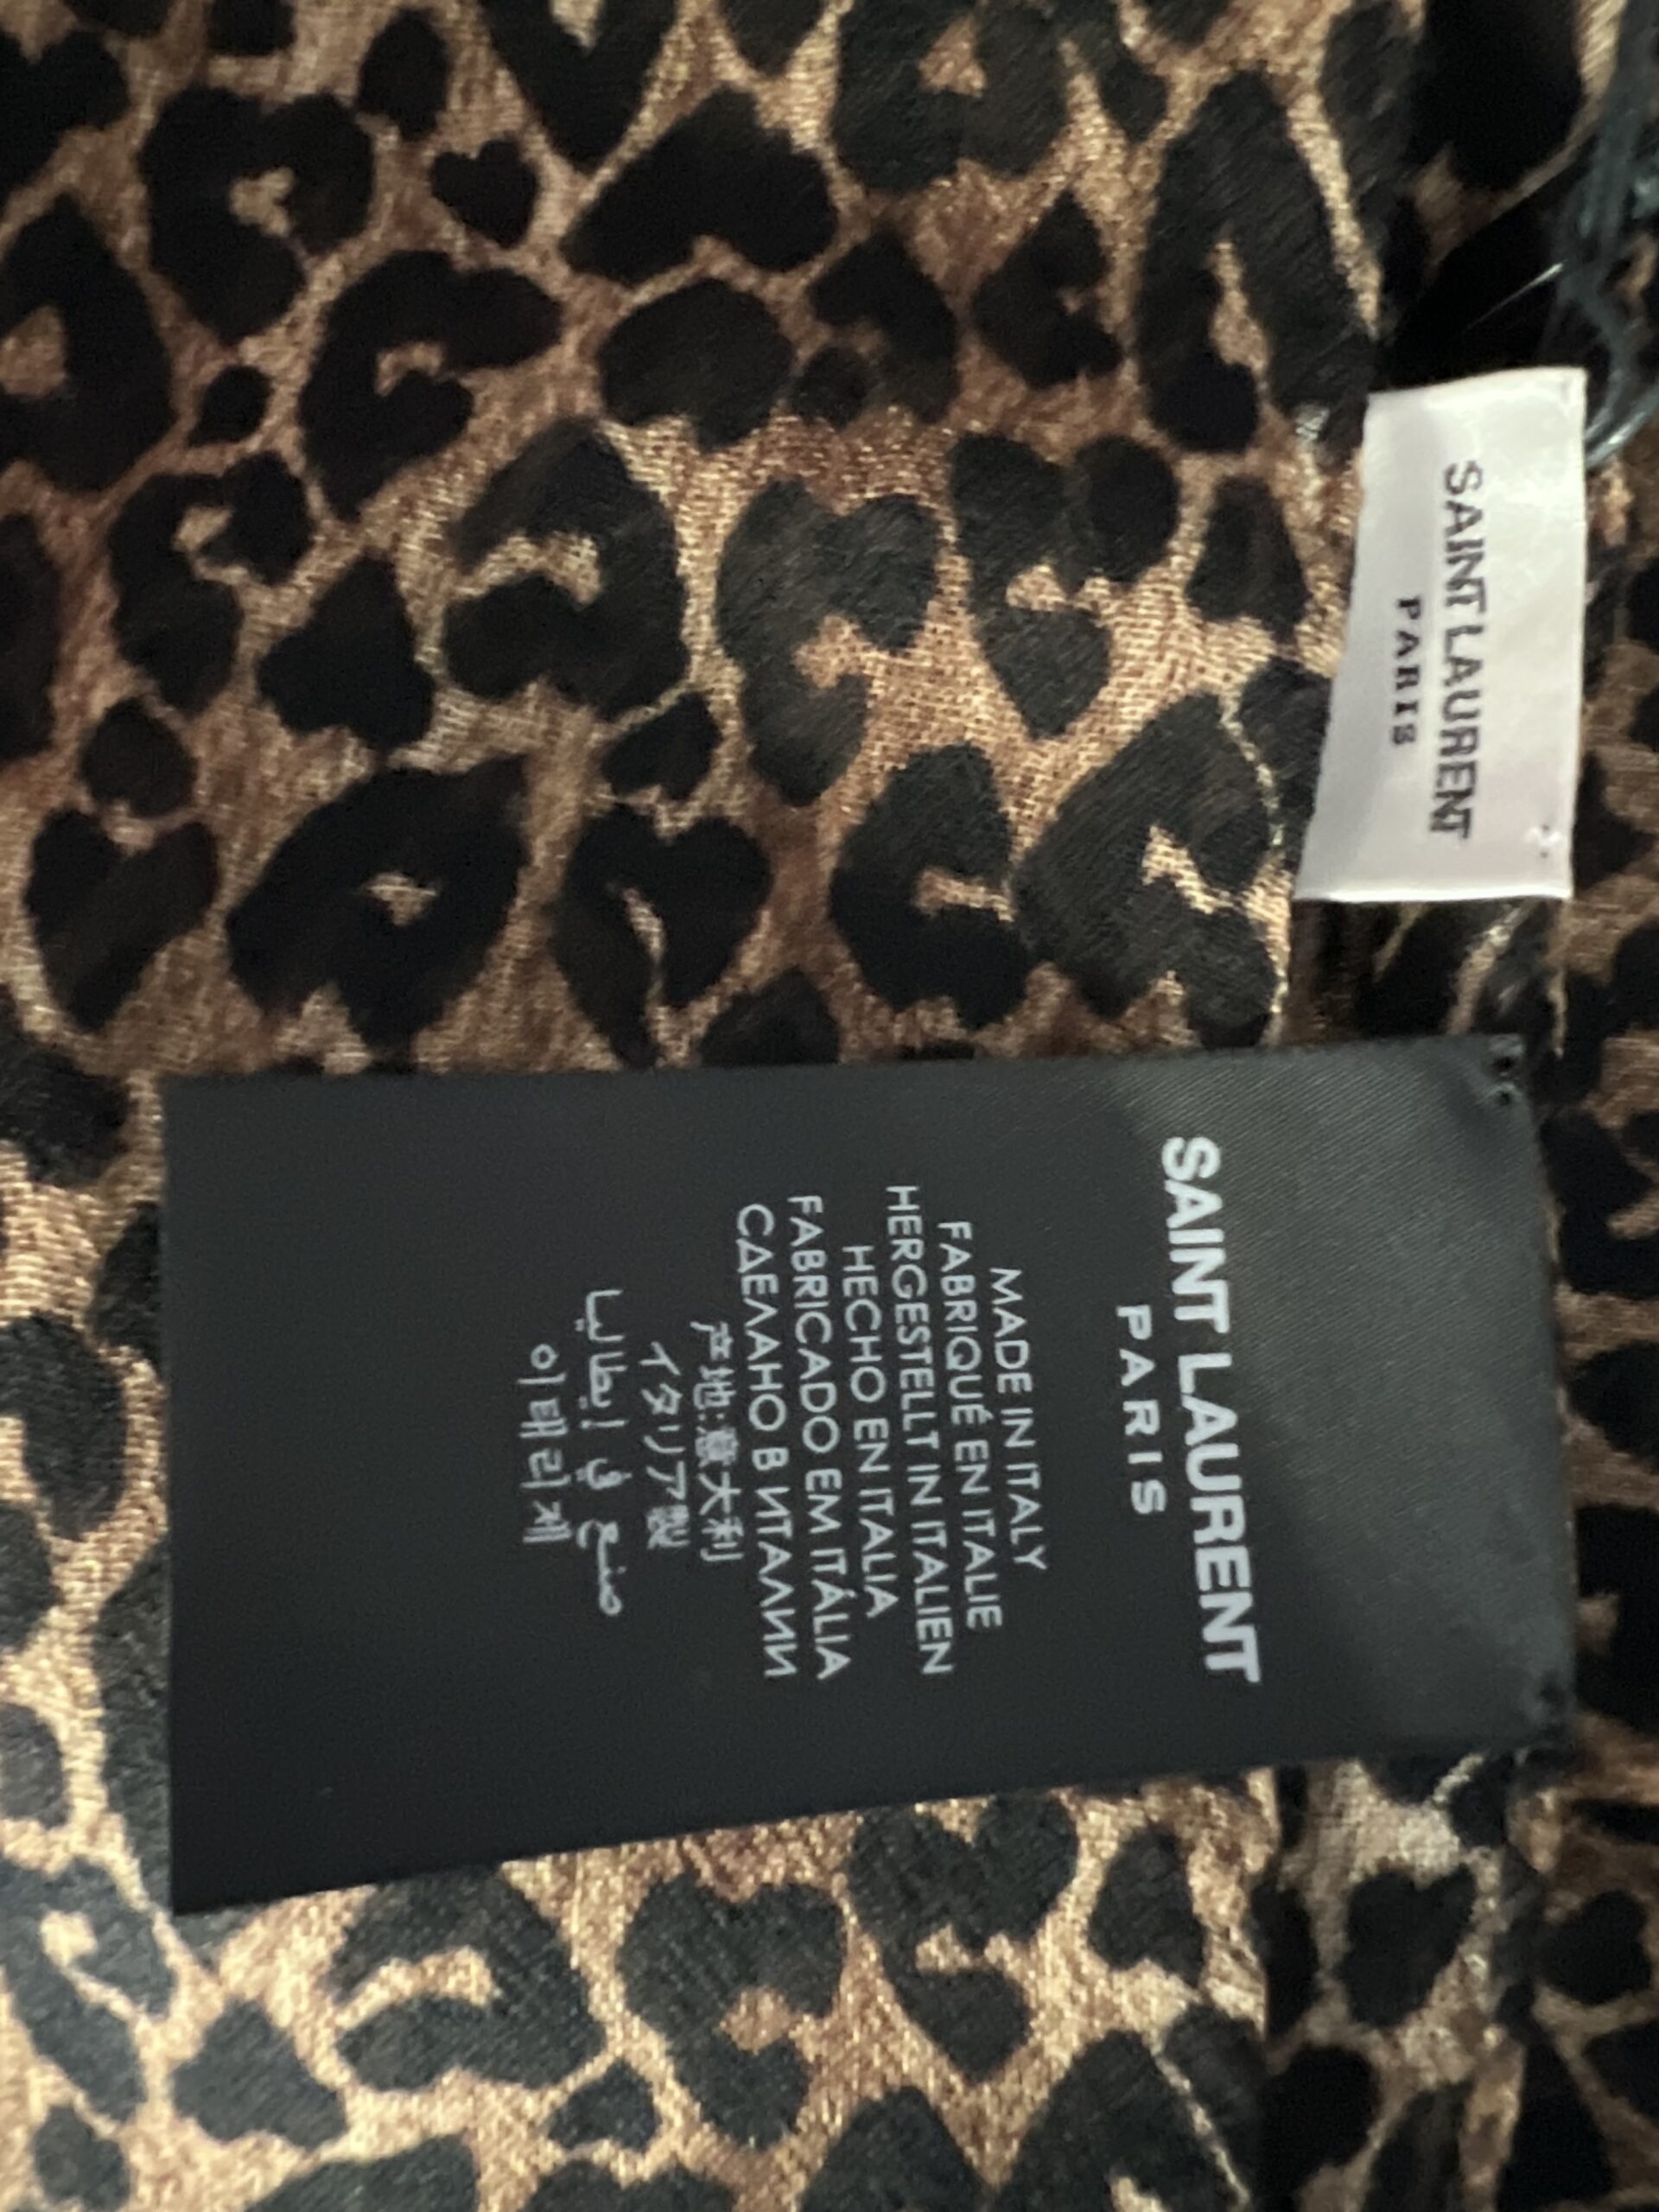 SAINT LAURENT
PARIS
SAINT LAURENT
PARIS
MADE IN ITALY
FABRIQUÉ EN ITALIE
HERGESTELLT IN ITALIEN
HECHO EN ITALIA
FABRICADO EM ITÁLIA
СДЕЛАНО В ИТАЛИИ
产地:意大利
イタリア製
صنع في إيطاليا
이태리제